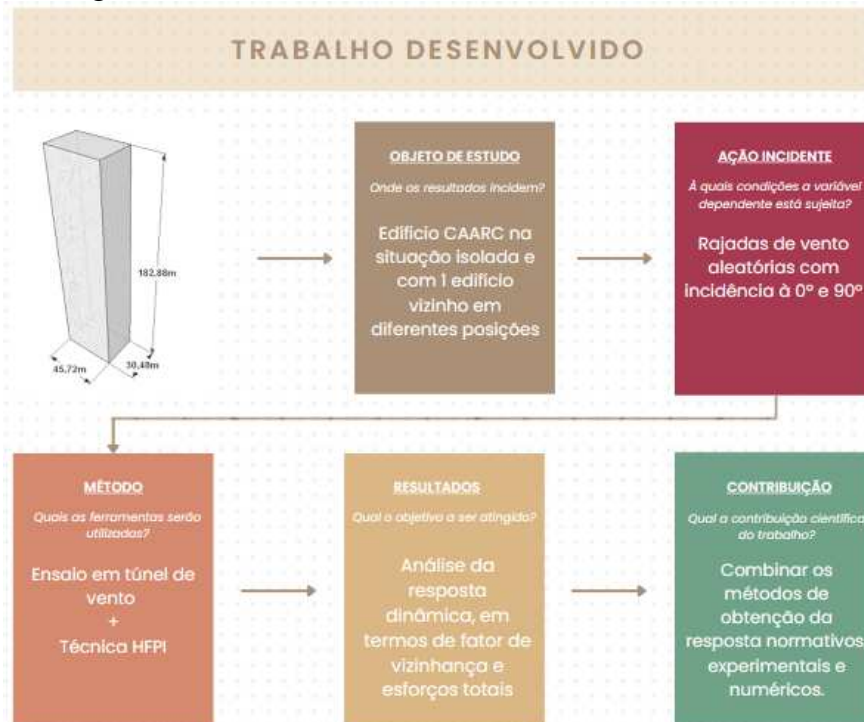 TRABALHO DESENVOLVIDO
182,88m
45,72m
30,48m
OBJETO DE ESTUDO
Onde os resultados incidem?
Edifício CAARC na
situação isolada e
com 1 edifício
vizinho em
diferentes posições
AÇÃO INCIDENTE
À quais condições a variável
dependente está sujeita?
Rajadas de vento
aleatórias com
incidência à 0° e 90°
MÉTODO
Quais as ferramentas serão
utilizadas?
Ensaio em túnel de
vento
+
Técnica HFPI
RESULTADOS
Qual o objetivo a ser atingido?
Análise da
resposta
dinâmica, em
termos de fator de
vizinhança e
esforços totais
CONTRIBUIÇÃO
Qual a contribuição científica
do trabalho?
Combinar os
métodos de
obtenção da
resposta normativos,
experimentais e
numéricos.